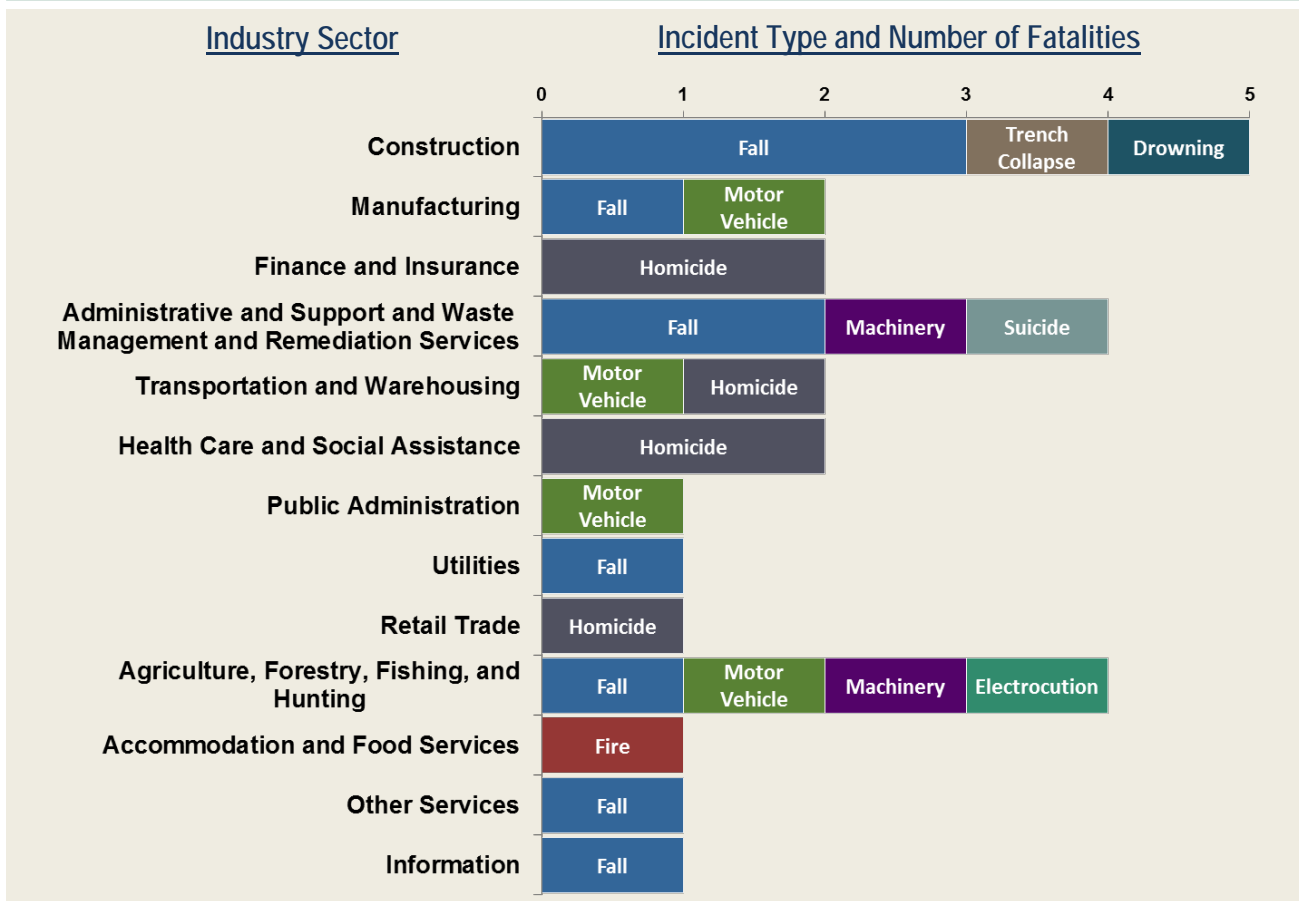 Industry Sector
Incident Type and Number of Fatalities
0 1 2 3 4 5
Construction
Fall
Trench
Collapse
Drowning
Manufacturing
Fall
Motor
Vehicle
Finance and Insurance
Homicide
Administrative and Support and Waste
Management and Remediation Services
Fall
Machinery
Suicide
Transportation and Warehousing
Motor
Vehicle
Homicide
Health Care and Social Assistance
Homicide
Public Administration
Motor
Vehicle
Utilities
Fall
Retail Trade
Homicide
Agriculture, Forestry, Fishing, and
Hunting
Fall
Motor
Vehicle
Machinery
Electrocution
Accommodation and Food Services
Fire
Other Services
Fall
Information
Fall